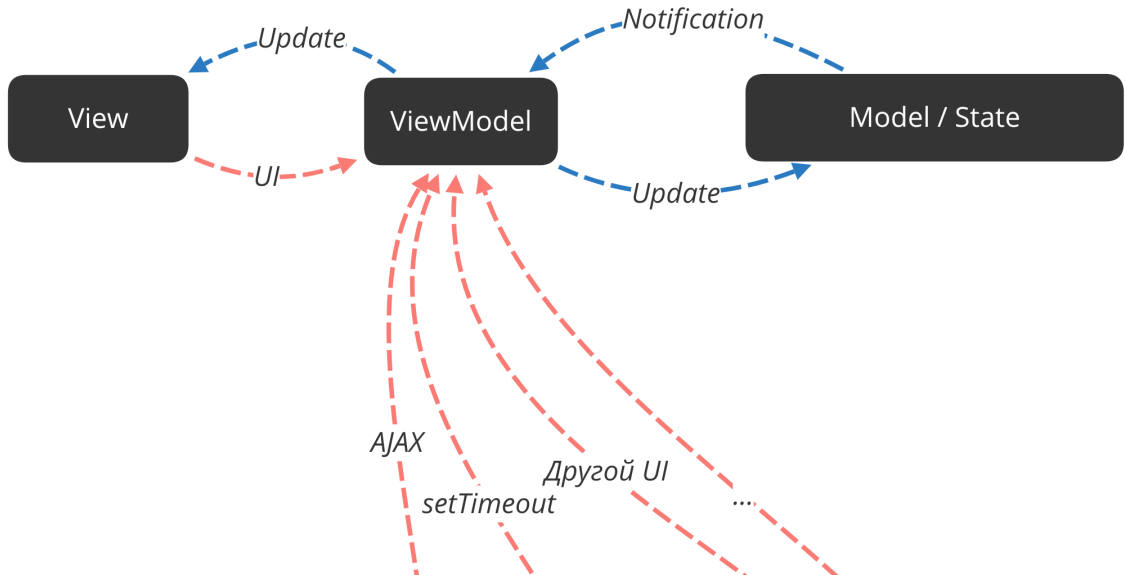 Notification
Update
View
ViewModel
Model / State
UI
Update
AJAX
Другой UI
setTimeout
...